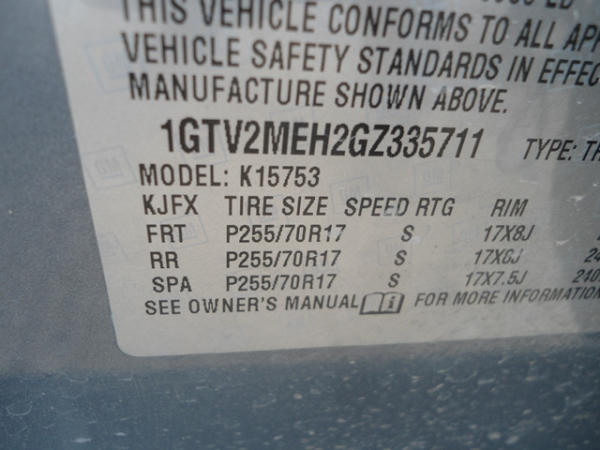 THIS VEHICLE CONFORMS TO ALL
VEHICLE SAFETY STANDARDS IN
MANUFACTURE SHOWN ABOVE.
1GTV2MEH2GZ335711 TYPE:
MODEL: K15753
KJFX TIRE SIZE SPEED RTG RIM
FRT P255/70R17 S 17X8J
RR P255/70R17 S 17X8J
SPA P255/70R17 S 17X7.5J
SEE OWNER'S MANUAL FOR MORE INFORMATION